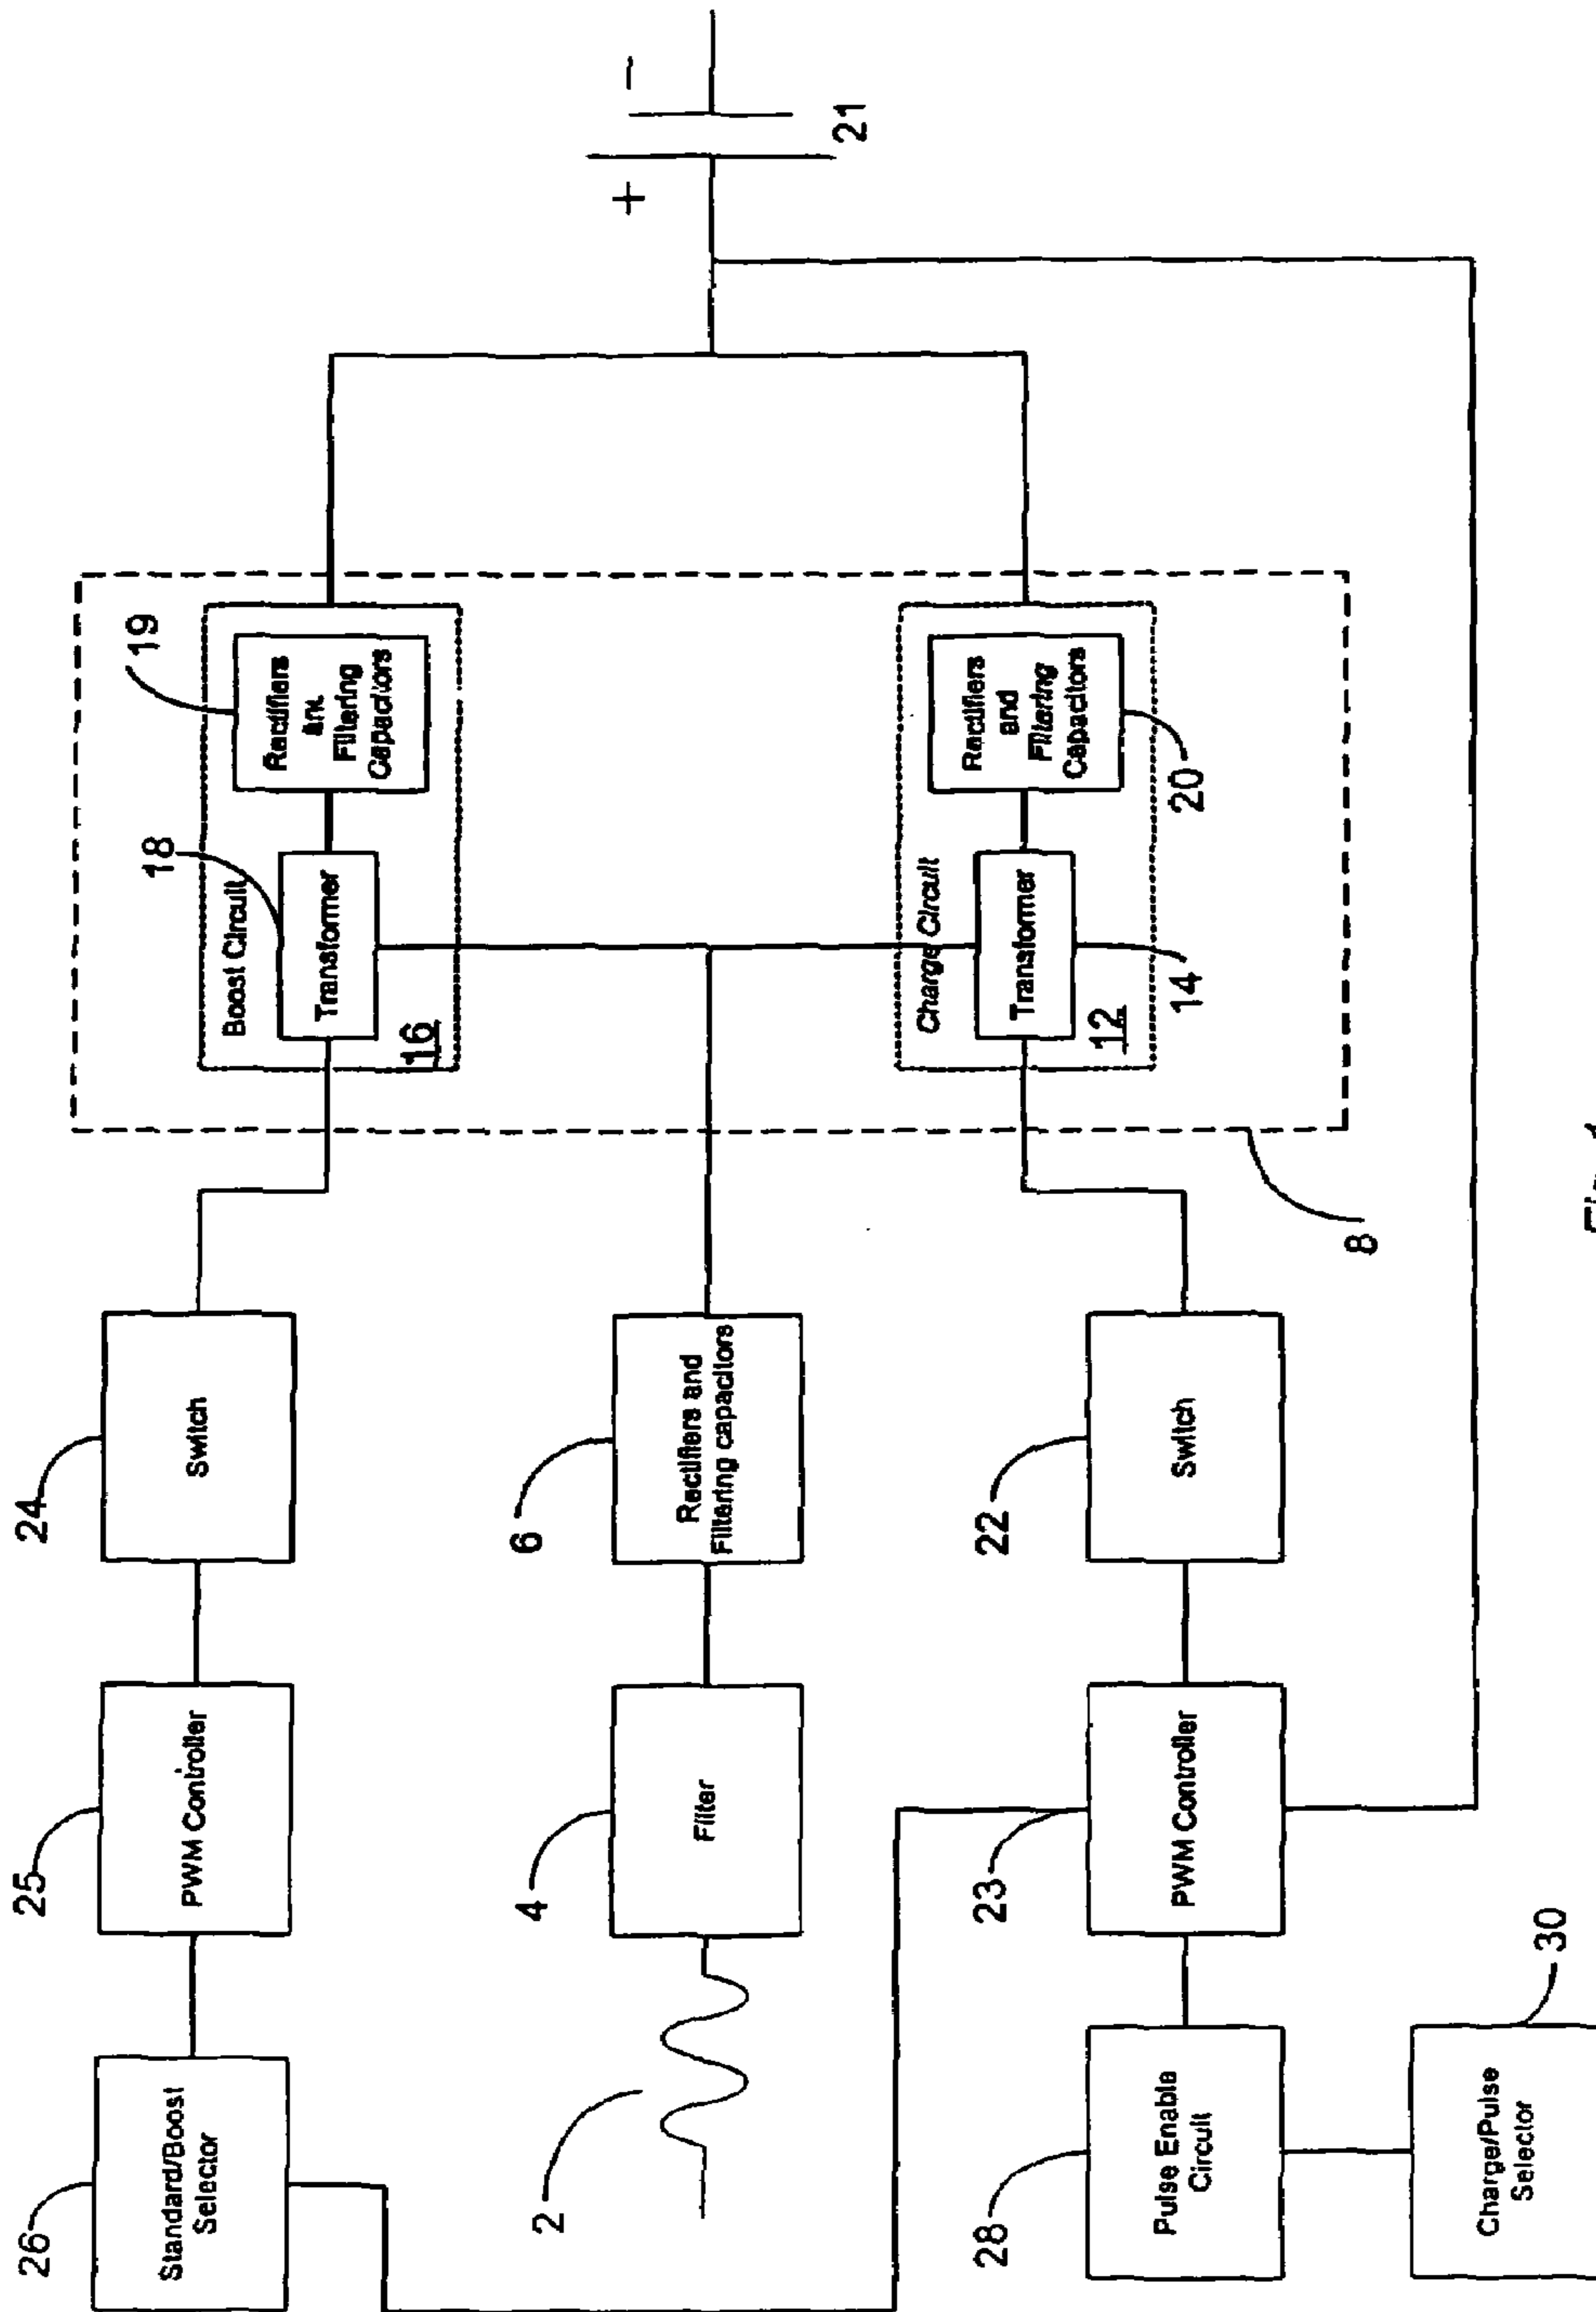 26
Standard/Boost
Selector
25
PWM Controller
24
Switch
Boost Circuit
18
Transformer
16
19
Rectifiers
Filtering
Capacitors
2
4
Filter
6
Rectifiers and
Filtering capacitors
+
-
21
28
Pulse Enable
Circuit
23
PWM Controller
22
Switch
Charge Circuit
Transformer
12
14
Rectifiers
and
Filtering
Capacitors
20
8
30
Charge/Pulse
Selector